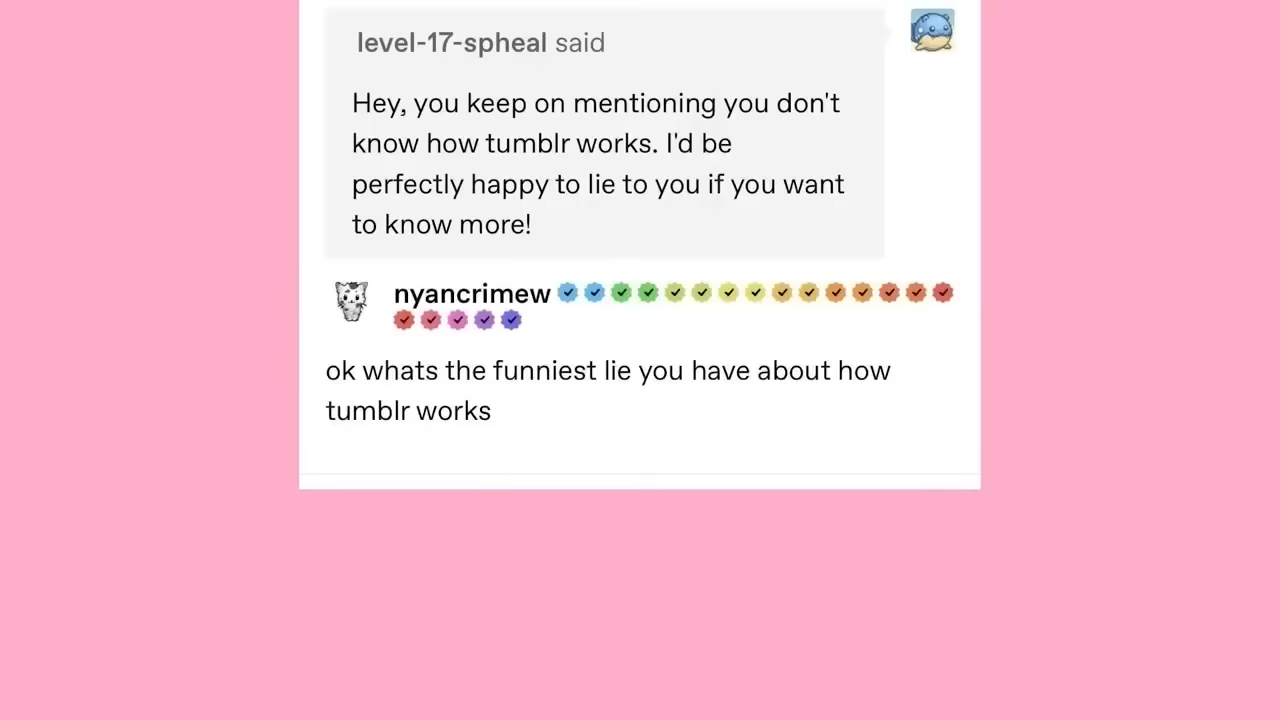 level-17-spheal said
Hey, you keep on mentioning you don't
know how tumblr works. I'd be
perfectly happy to lie to you if you want
to know more!
nyancrimew
ok whats the funniest lie you have about how
tumblr works